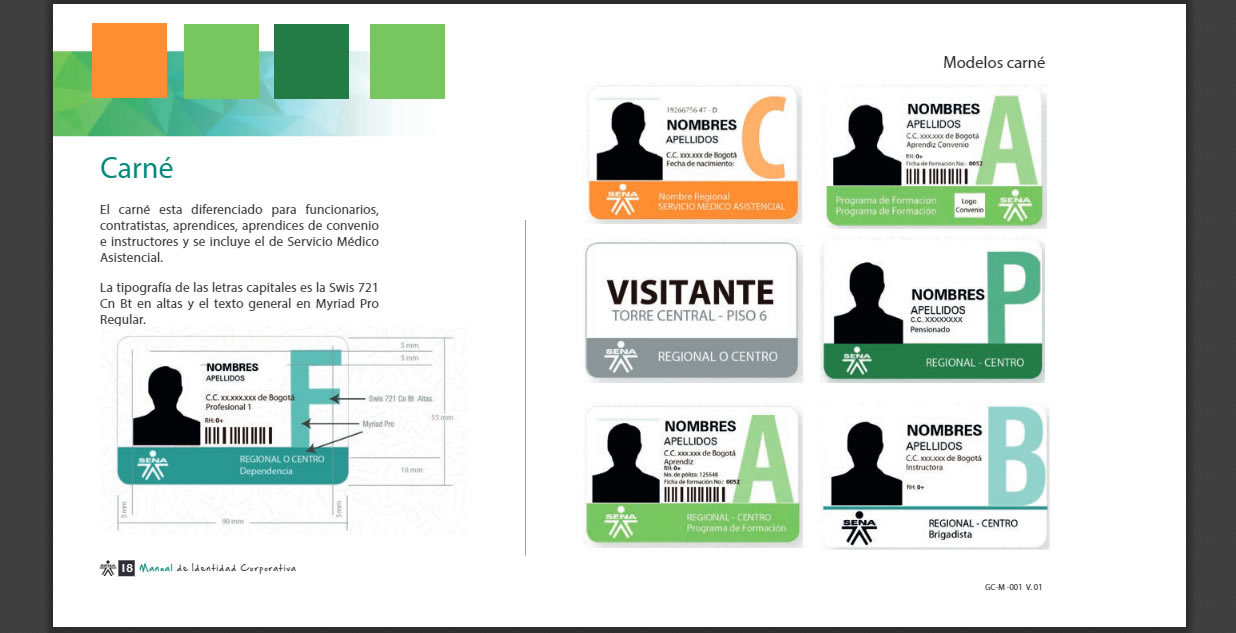 Carné
El carné esta diferenciado para funcionarios,
contratistas, aprendices, aprendices de convenio
e instructores y se incluye el de Servicio Médico
Asistencial.
La tipografía de las letras capitales es la Swis 721
Cn Bt en altas y el texto general en Myriad Pro
Regular.
5 mm
5 mm
NOMBRES
APELLIDOS
C.C. xx.xxx.xxx de Bogotá
Profesional 1
RH: 0+
F
Swis 721 Cn Bt Altas.
Myriad Pro
55 mm
SENA
REGIONAL O CENTRO
Dependencia
10 mm
5 mm
5 mm
90 mm
18 Manual de Identidad Corporativa
Modelos carné
19266756 47 - D
NOMBRES
APELLIDOS
C.C. xxx.xxx de Bogotá
Fecha de nacimiento:
C
SENA
Nombre Regional
SERVICIO MÉDICO ASISTENCIAL
NOMBRES
APELLIDOS
C.C. xxx.xxx de Bogotá
Aprendiz Convenio
RH: 0+
Ficha de formación No.: 0052
A
Programa de Formación
Programa de Formación
Logo
Convenio
SENA
VISITANTE
TORRE CENTRAL - PISO 6
SENA
REGIONAL O CENTRO
NOMBRES
APELLIDOS
C.C. XXXXXXXX
Pensionado
P
SENA
REGIONAL - CENTRO
NOMBRES
APELLIDOS
C.C. xxx.xxx de Bogotá
Aprendiz
RH: 0+
No. de póliza: 125548
Ficha de formación No.: 0052
A
SENA
REGIONAL - CENTRO
Programa de Formación
NOMBRES
APELLIDOS
C.C. xxx.xxx de Bogotá
Instructora
RH: 0+
B
SENA
REGIONAL - CENTRO
Brigadista
GC-M -001 V. 01